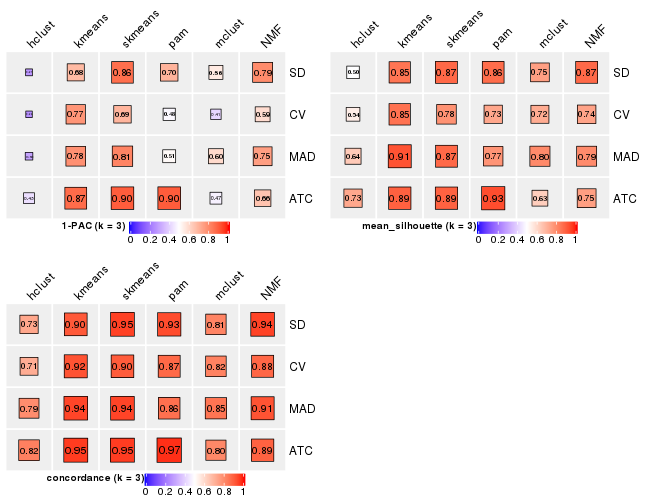 hclust kmeans skmeans pam mclust NMF
0.68 0.86 0.70 0.56 0.79 SD
0.77 0.69 0.48 0.41 0.59 CV
0.78 0.81 0.51 0.60 0.75 MAD
0.43 0.87 0.90 0.90 0.47 0.66 ATC
1-PAC (k = 3) 0 0.2 0.4 0.6 0.8 1
hclust kmeans skmeans pam mclust NMF
0.50 0.85 0.87 0.86 0.75 0.87 SD
0.54 0.85 0.78 0.73 0.72 0.74 CV
0.64 0.91 0.87 0.77 0.80 0.79 MAD
0.73 0.89 0.89 0.93 0.63 0.75 ATC
mean_silhouette (k = 3) 0 0.2 0.4 0.6 0.8 1
hclust kmeans skmeans pam mclust NMF
0.73 0.90 0.95 0.93 0.81 0.94 SD
0.71 0.92 0.90 0.87 0.82 0.88 CV
0.79 0.94 0.94 0.86 0.85 0.91 MAD
0.82 0.95 0.95 0.97 0.80 0.89 ATC
concordance (k = 3) 0 0.2 0.4 0.6 0.8 1